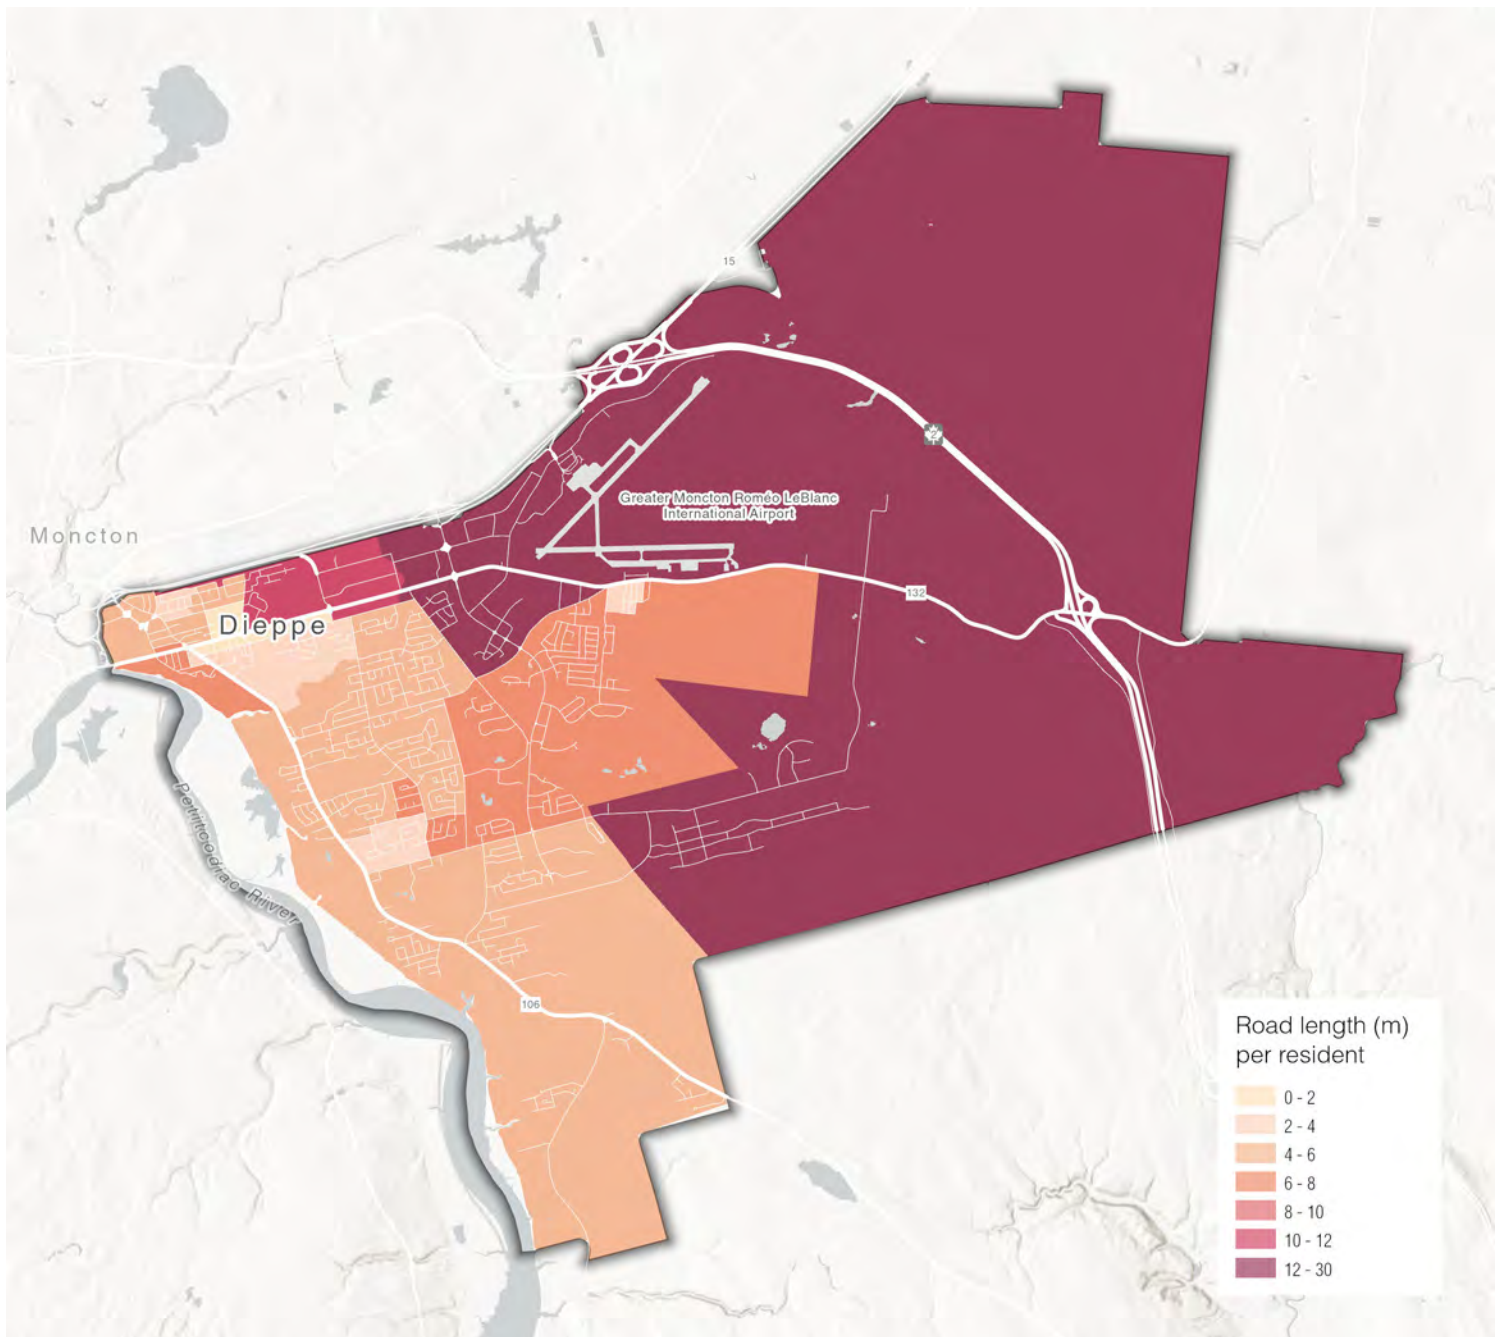 15
2
Greater Moncton Roméo LeBlanc
International Airport
Moncton
132
Dieppe
Petitcodiac River
106
Road length (m)
per resident
0 - 2
2 - 4
4 - 6
6 - 8
8 - 10
10 - 12
12 - 30